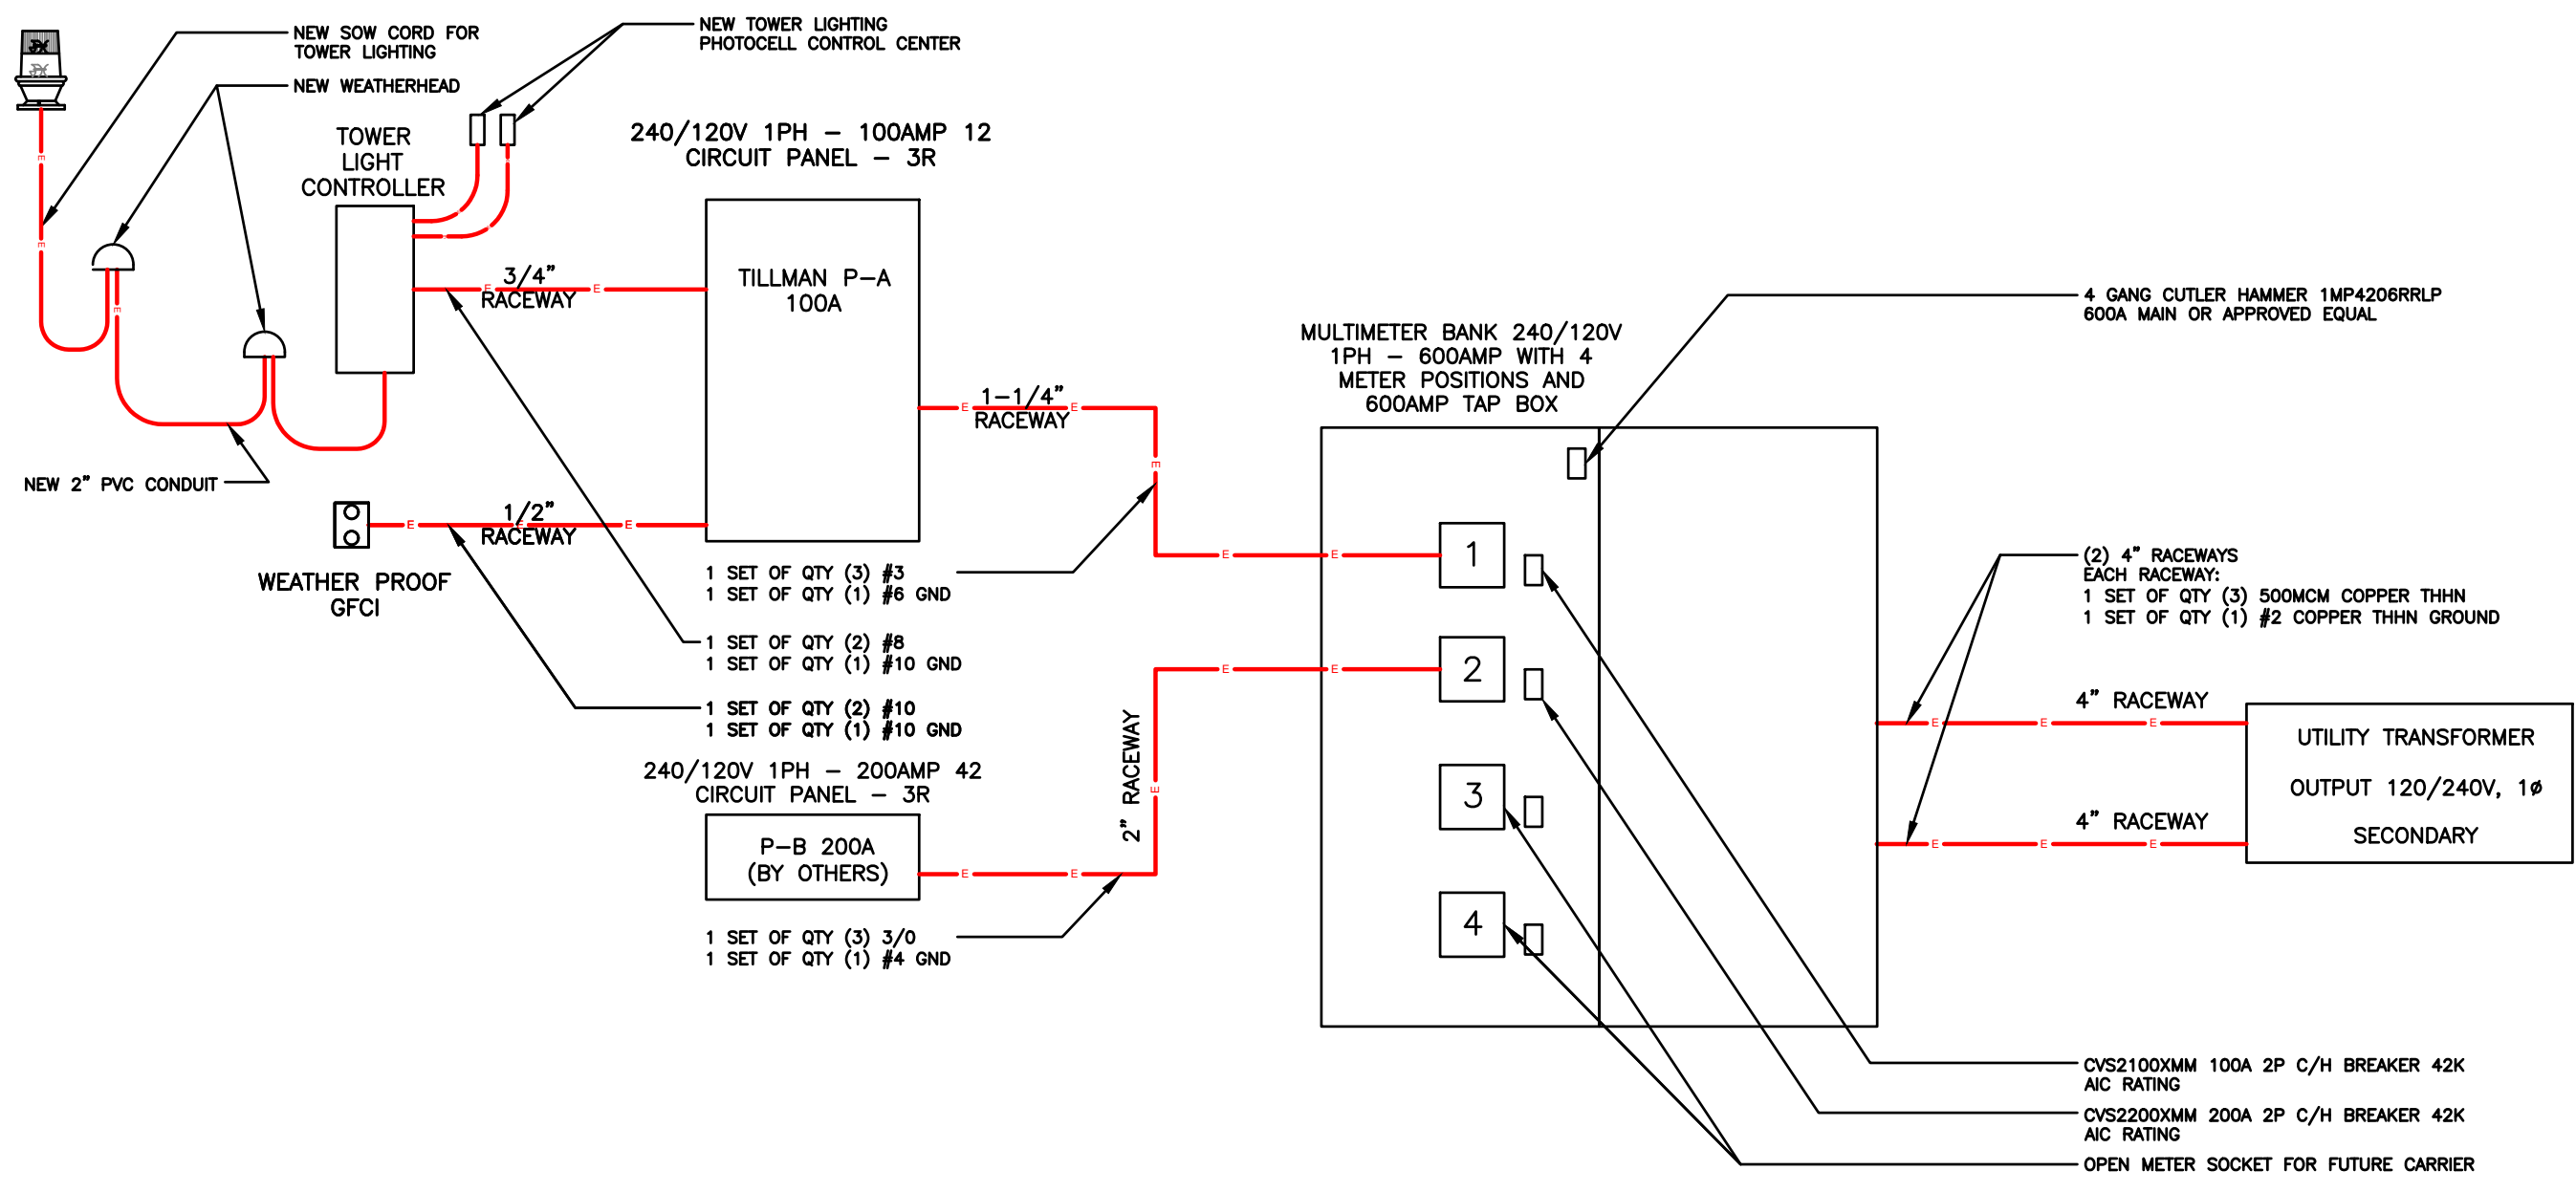 NEW SOW CORD FOR
TOWER LIGHTING
NEW WEATHERHEAD
NEW TOWER LIGHTING
PHOTOCELL CONTROL CENTER
TOWER
LIGHT
CONTROLLER
240/120V 1PH – 100AMP 12
CIRCUIT PANEL – 3R
TILLMAN P–A
100A
3/4"
RACEWAY
1–1/4"
RACEWAY
NEW 2" PVC CONDUIT
1/2"
RACEWAY
WEATHER PROOF
GFCI
1 SET OF QTY (3) #3
1 SET OF QTY (1) #6 GND
1 SET OF QTY (2) #8
1 SET OF QTY (1) #10 GND
1 SET OF QTY (2) #10
1 SET OF QTY (1) #10 GND
240/120V 1PH – 200AMP 42
CIRCUIT PANEL – 3R
P–B 200A
(BY OTHERS)
1 SET OF QTY (3) 3/0
1 SET OF QTY (1) #4 GND
2" RACEWAY
MULTIMETER BANK 240/120V
1PH – 600AMP WITH 4
METER POSITIONS AND
600AMP TAP BOX
1
2
3
4
4 GANG CUTLER HAMMER 1MP4206RRLP
600A MAIN OR APPROVED EQUAL
(2) 4" RACEWAYS
EACH RACEWAY:
1 SET OF QTY (3) 500MCM COPPER THHN
1 SET OF QTY (1) #2 COPPER THHN GROUND
4" RACEWAY
4" RACEWAY
UTILITY TRANSFORMER
OUTPUT 120/240V, 1ø
SECONDARY
CVS2100XMM 100A 2P C/H BREAKER 42K
AIC RATING
CVS2200XMM 200A 2P C/H BREAKER 42K
AIC RATING
OPEN METER SOCKET FOR FUTURE CARRIER